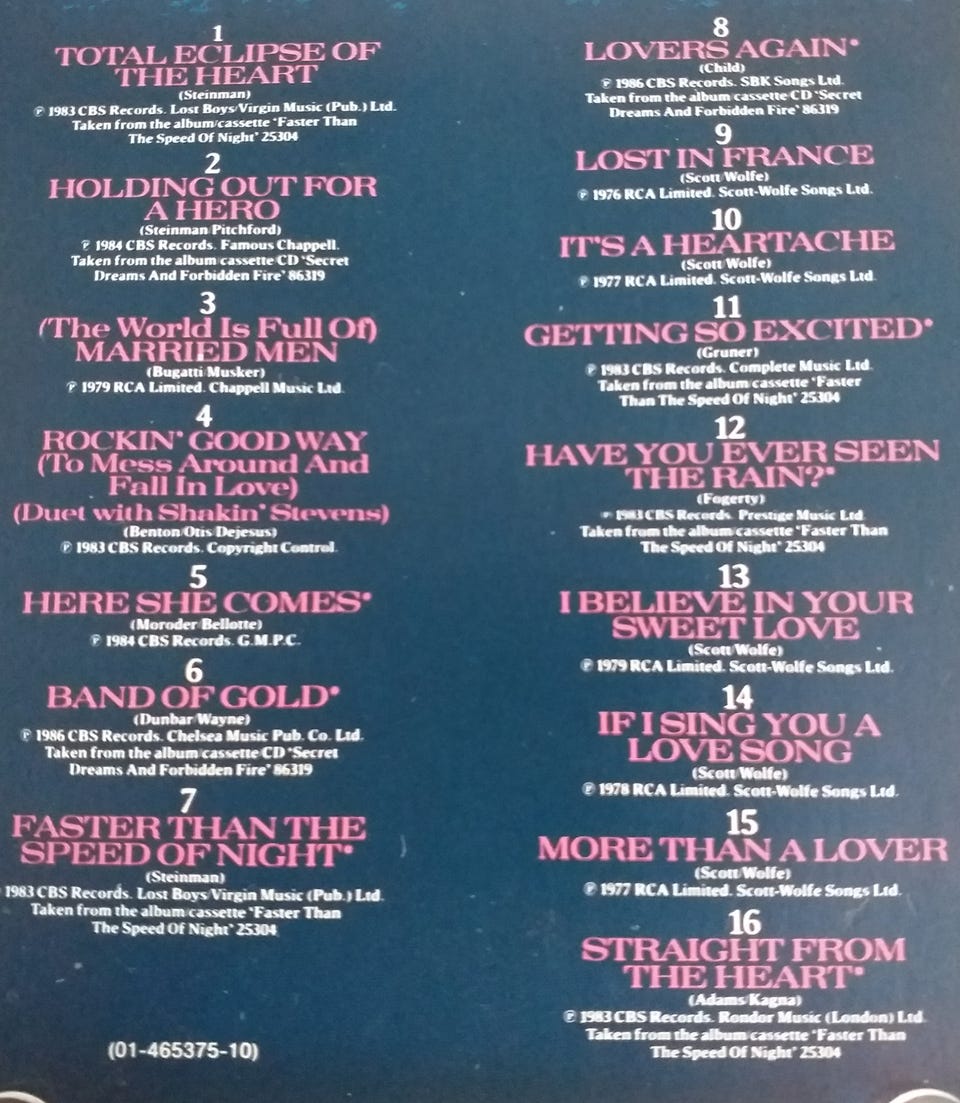 1
TOTAL ECLIPSE OF
THE HEART
(Steinman)
℗ 1983 CBS Records. Lost Boys/Virgin Music (Pub.) Ltd.
Taken from the album/cassette 'Faster Than
The Speed Of Night' 25304
2
HOLDING OUT FOR
A HERO
(Steinman/Pitchford)
℗ 1984 CBS Records. Famous Chappell.
Taken from the album/cassette/CD 'Secret
Dreams And Forbidden Fire' 86319
3
(The World Is Full Of)
MARRIED MEN
(Bugatti/Musker)
℗ 1979 RCA Limited. Chappell Music Ltd.
4
ROCKIN' GOOD WAY
(To Mess Around And
Fall In Love)
(Duet with Shakin' Stevens)
(Benton/Otis/Dejesus)
℗ 1983 CBS Records. Copyright Control.
5
HERE SHE COMES*
(Moroder/Bellotte)
℗ 1984 CBS Records. G.M.P.C.
6
BAND OF GOLD*
(Dunbar/Wayne)
℗ 1986 CBS Records. Chelsea Music Pub. Co. Ltd.
Taken from the album/cassette/CD 'Secret
Dreams And Forbidden Fire' 86319
7
FASTER THAN THE
SPEED OF NIGHT*
(Steinman)
1983 CBS Records. Lost Boys/Virgin Music (Pub.) Ltd.
Taken from the album/cassette 'Faster Than
The Speed Of Night' 25304
(01-465375-10)
8
LOVERS AGAIN*
(Child)
℗ 1986 CBS Records. SBK Songs Ltd.
Taken from the album/cassette/CD 'Secret
Dreams And Forbidden Fire' 86319
9
LOST IN FRANCE
(Scott/Wolfe)
℗ 1976 RCA Limited. Scott-Wolfe Songs Ltd.
10
IT'S A HEARTACHE
(Scott/Wolfe)
℗ 1977 RCA Limited. Scott-Wolfe Songs Ltd.
11
GETTING SO EXCITED*
(Gruner)
℗ 1983 CBS Records. Complete Music Ltd.
Taken from the album/cassette 'Faster
Than The Speed Of Night' 25304
12
HAVE YOU EVER SEEN
THE RAIN?*
(Fogerty)
℗ 1983 CBS Records. Prestige Music Ltd.
Taken from the album/cassette 'Faster Than
The Speed Of Night' 25304
13
I BELIEVE IN YOUR
SWEET LOVE
(Scott/Wolfe)
℗ 1979 RCA Limited. Scott-Wolfe Songs Ltd.
14
IF I SING YOU A
LOVE SONG
(Scott/Wolfe)
℗ 1978 RCA Limited. Scott-Wolfe Songs Ltd.
15
MORE THAN A LOVER
(Scott/Wolfe)
℗ 1977 RCA Limited. Scott-Wolfe Songs Ltd.
16
STRAIGHT FROM
THE HEART*
(Adams/Kagna)
℗ 1983 CBS Records. Rondor Music (London) Ltd.
Taken from the album/cassette 'Faster Than
The Speed Of Night' 25304